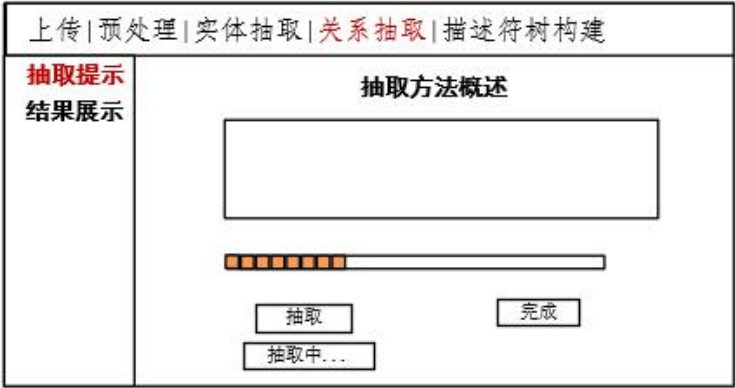 上传|预处理|实体抽取|关系抽取|描述符树构建
抽取提示
结果展示
抽取方法概述
抽取
完成
抽取中...